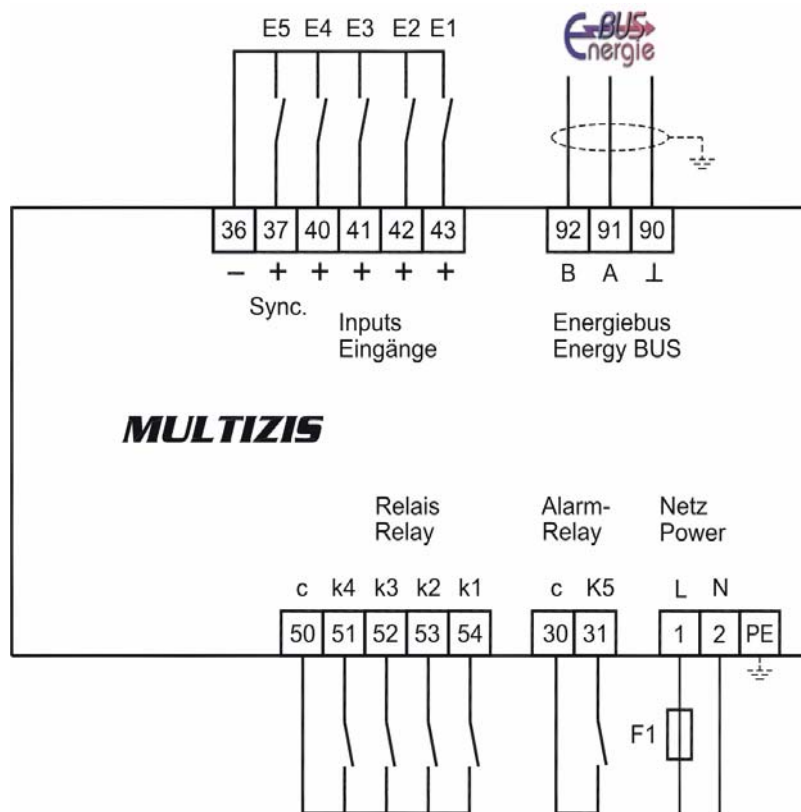 E5 E4 E3 E2 E1
E BUS
nergie
36 37 40 41 42 43
92 91 90
− + + + + +
B A ⊥
Sync.
Inputs
Eingänge
Energiebus
Energy BUS
MULTIZIS
Relais
Relay
Alarm-
Relay
Netz
Power
c k4 k3 k2 k1
c K5
L N
50 51 52 53 54
30 31
1 2 PE
F1